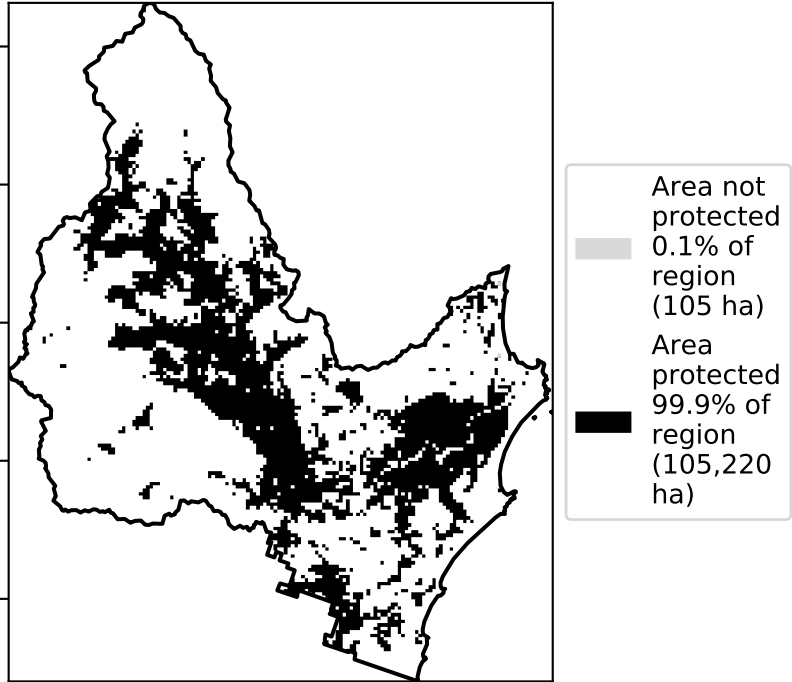 Area not
protected
0.1% of
region
(105 ha)
Area
protected
99.9% of
region
(105,220
ha)